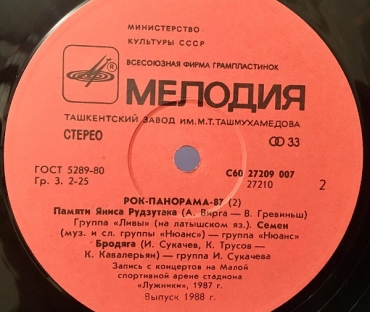 МИНИСТЕРСТВО
КУЛЬТУРЫ СССР
ВСЕСОЮЗНАЯ ФИРМА ГРАМПЛАСТИНОК
® МЕЛОДИЯ
ТАШКЕНТСКИЙ ЗАВОД ИМ. М.Т. ТАШМУХАМЕДОВА
СТЕРЕО 33
ГОСТ 5289-80 С60 27209 007
Гр. 3. 2-25 27210 2
РОК-ПАНОРАМА-87 (2)
Памяти Яниса Рудзутака (А. Вирга — В. Гревиньш)
Группа «Ливы» (на латышском яз.). Семен
(муз. и сл. группы «Нюанс») — группа «Нюанс»
Бродяга (И. Сукачев, К. Трусов —
К. Кавалерьян) — группа И. Сукачева
Запись с концертов на Малой
спортивной арене стадиона
«Лужники», 1987 г.
Выпуск 1988 г.